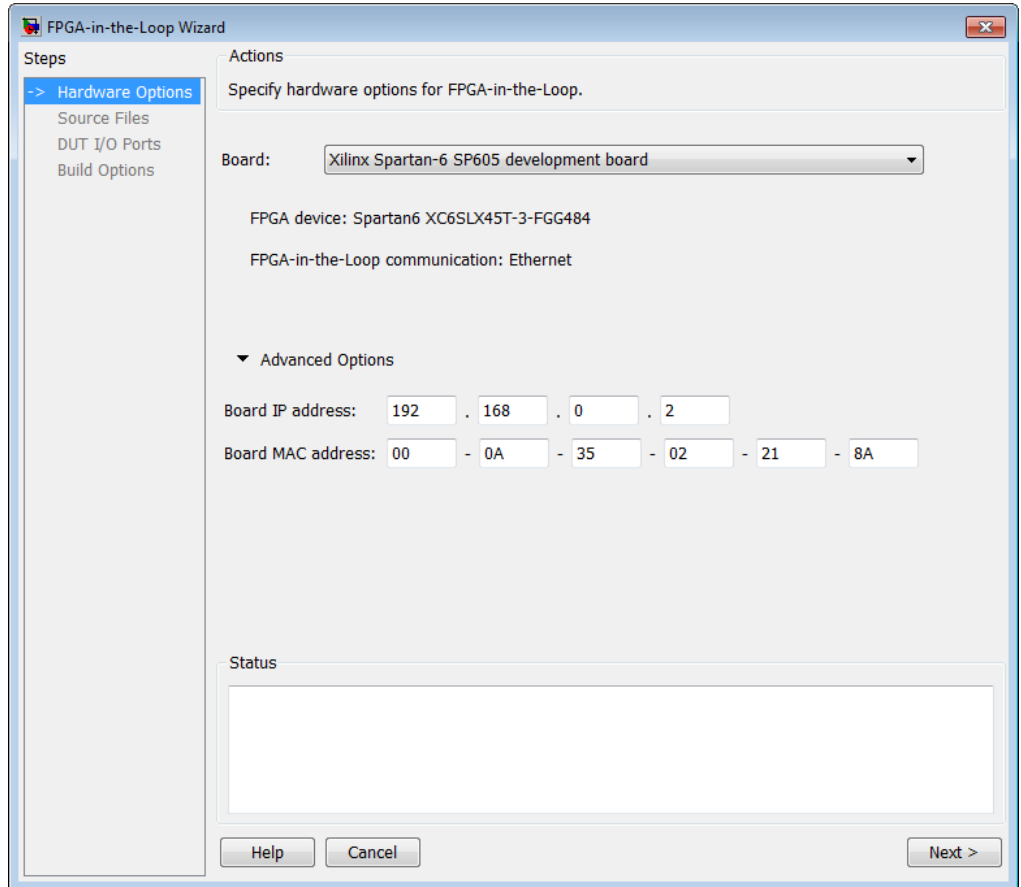 FPGA-in-the-Loop Wizard
Steps
-> Hardware Options
Source Files
DUT I/O Ports
Build Options
Actions
Specify hardware options for FPGA-in-the-Loop.
Board: Xilinx Spartan-6 SP605 development board
FPGA device: Spartan6 XC6SLX45T-3-FGG484
FPGA-in-the-Loop communication: Ethernet
Advanced Options
Board IP address: 192 . 168 . 0 . 2
Board MAC address: 00 - 0A - 35 - 02 - 21 - 8A
Status
Help Cancel Next >